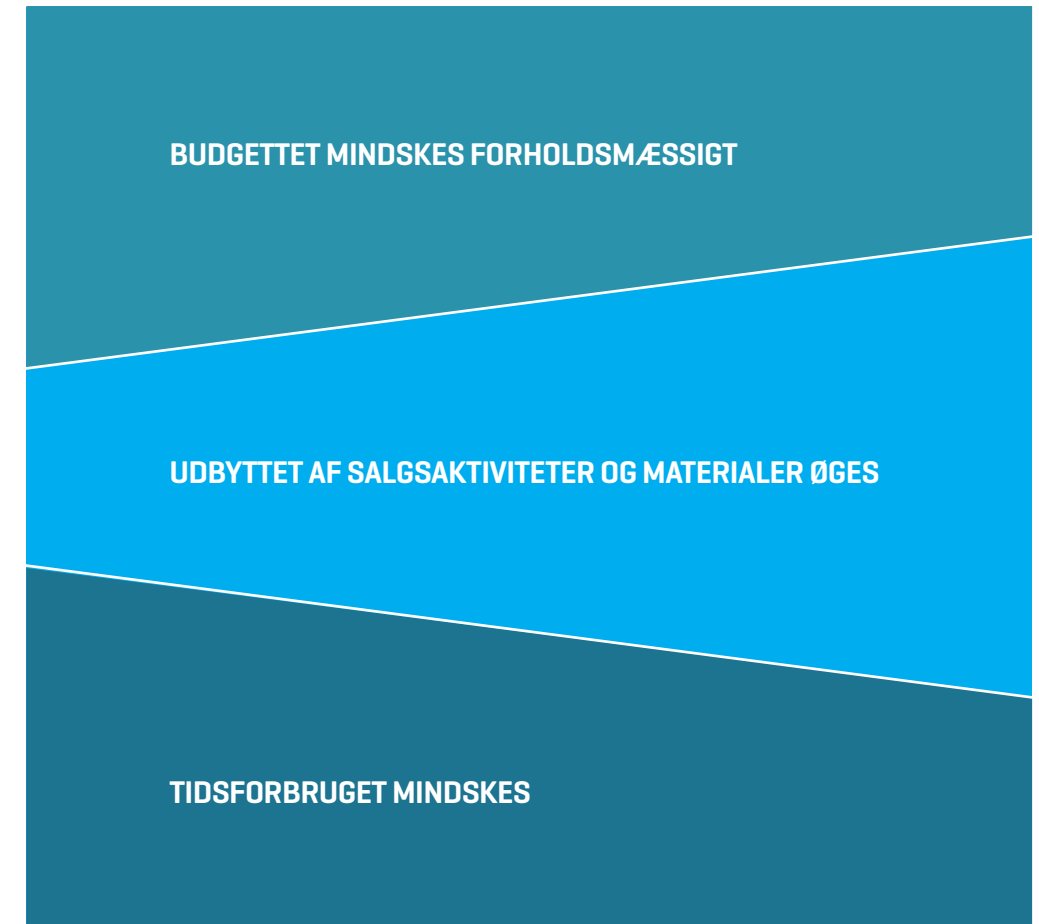 BUDGETTET MINDSKES FORHOLDSMÆSSIGT
UDBYTTET AF SALGSAKTIVITETER OG MATERIALER ØGES
TIDSFORBRUGET MINDSKES